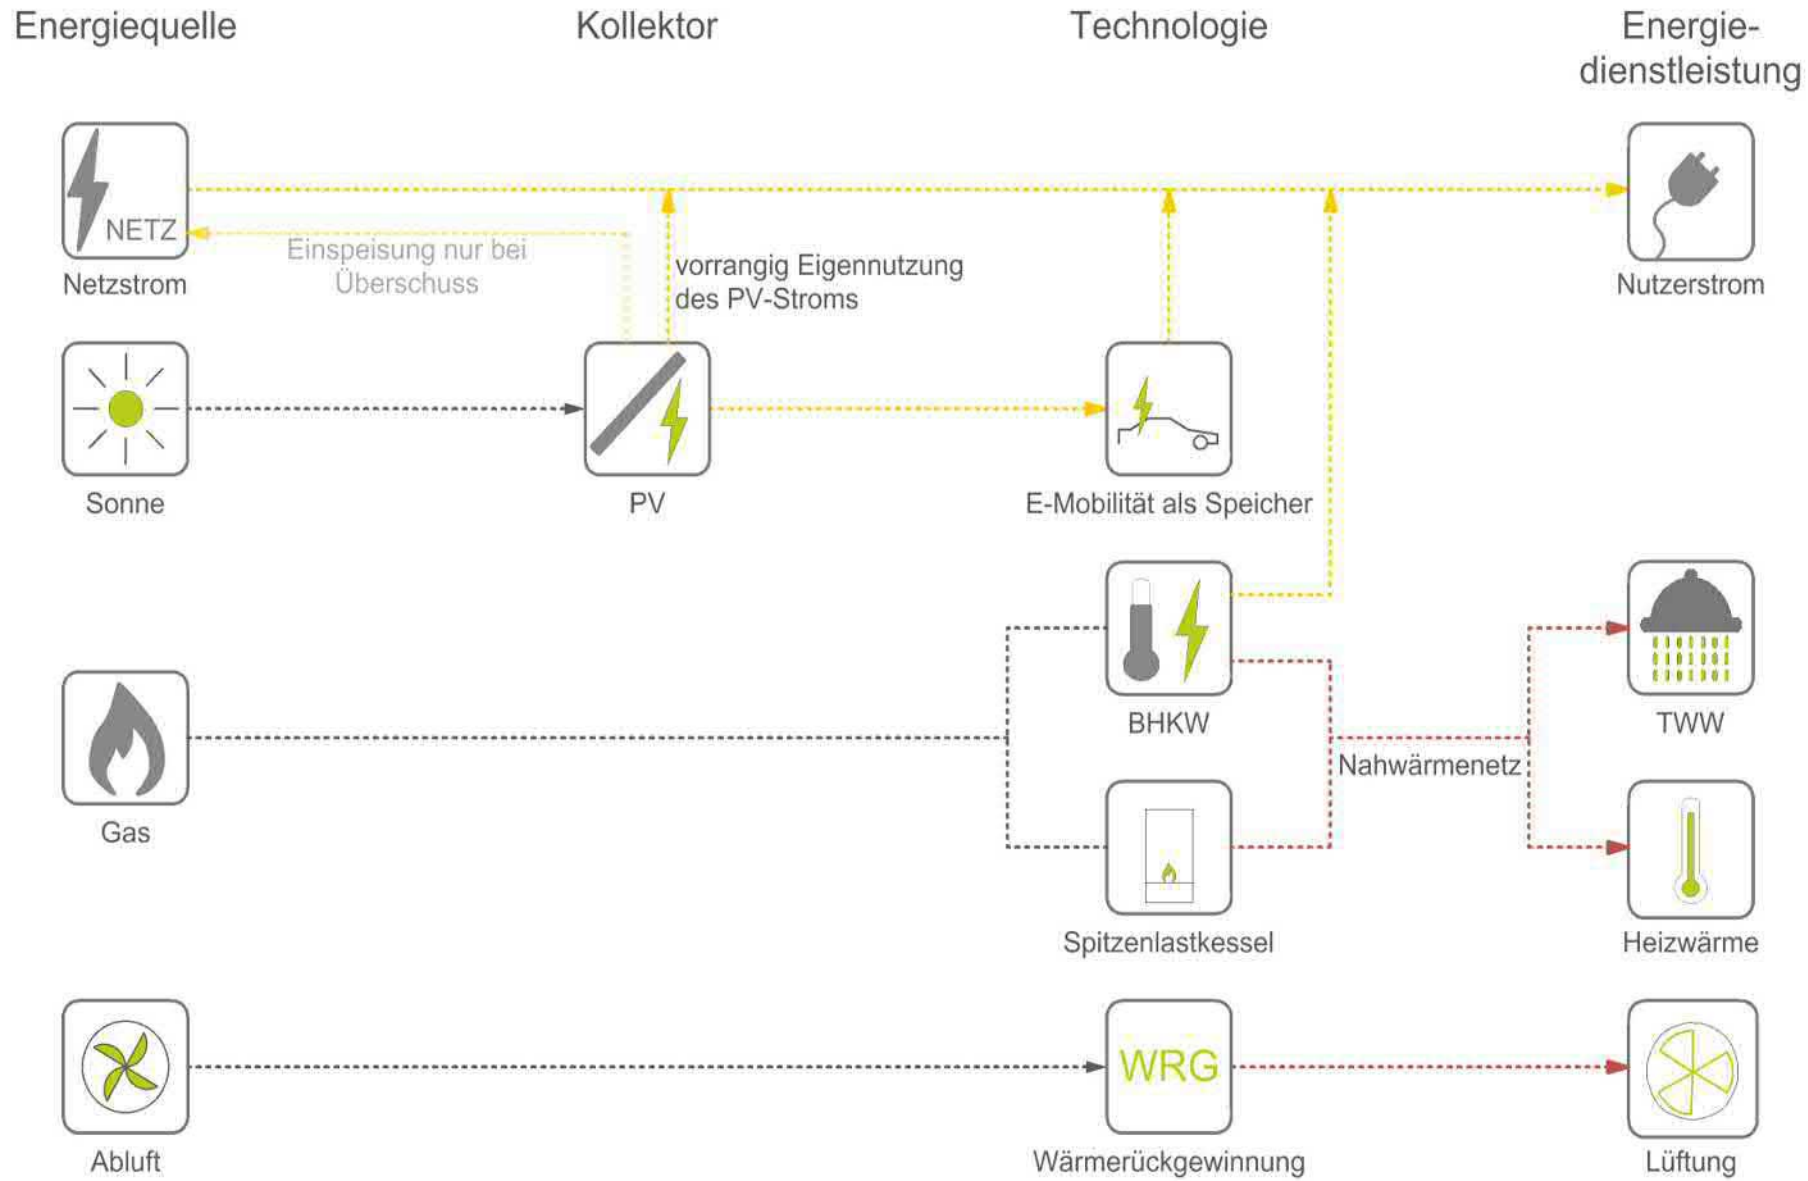 Energiequelle
Kollektor
Technologie
Energie-
dienstleistung
NETZ
Netzstrom
Einspeisung nur bei
Überschuss
vorrangig Eigennutzung
des PV-Stroms
Nutzerstrom
Sonne
PV
E-Mobilität als Speicher
Gas
BHKW
TWW
Nahwärmenetz
Spitzenlastkessel
Heizwärme
Abluft
WRG
Wärmerückgewinnung
Lüftung